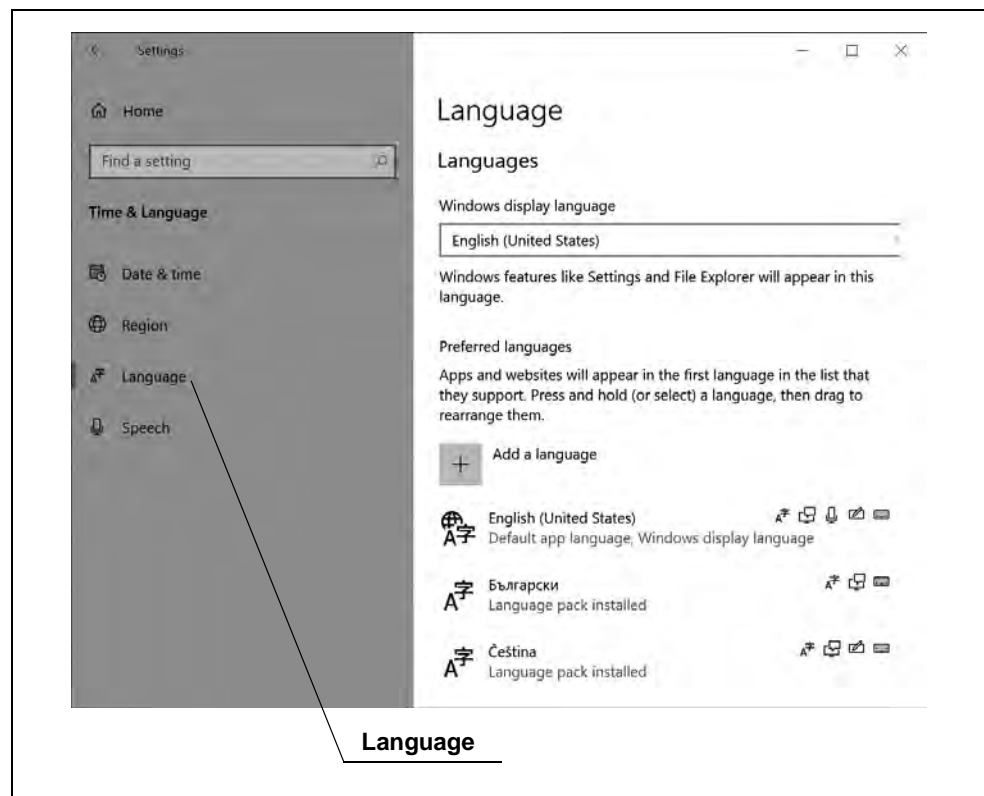 Settings
Home
Find a setting
Time & Language
Date & time
Region
Language
Speech
Language
Languages
Windows display language
English (United States)
Windows features like Settings and File Explorer will appear in this
language.
Preferred languages
Apps and websites will appear in the first language in the list that
they support. Press and hold (or select) a language, then drag to
rearrange them.
Add a language
English (United States)
Default app language, Windows display language
Български
Language pack installed
Čeština
Language pack installed
Language